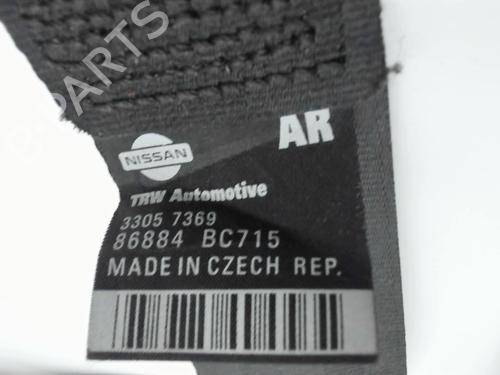 B-PARTS
AR
NISSAN
TRW Automotive
3305 7369
86884 BC715
MADE IN CZECH REP.